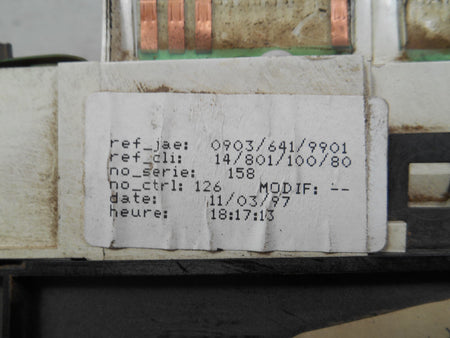 ref_jae: 0903/641/9901
ref_cli: 14/801/100/80
no_serie: 158
no_ctrl: 126 MODIF: --
date: 11/03/97
heure: 18:17:13